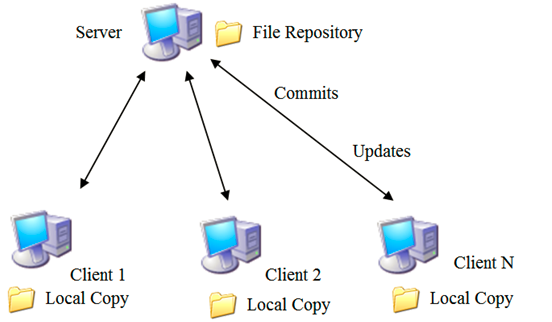 Server
File Repository
Commits
Updates
Client 1
Local Copy
Client 2
Local Copy
Client N
Local Copy